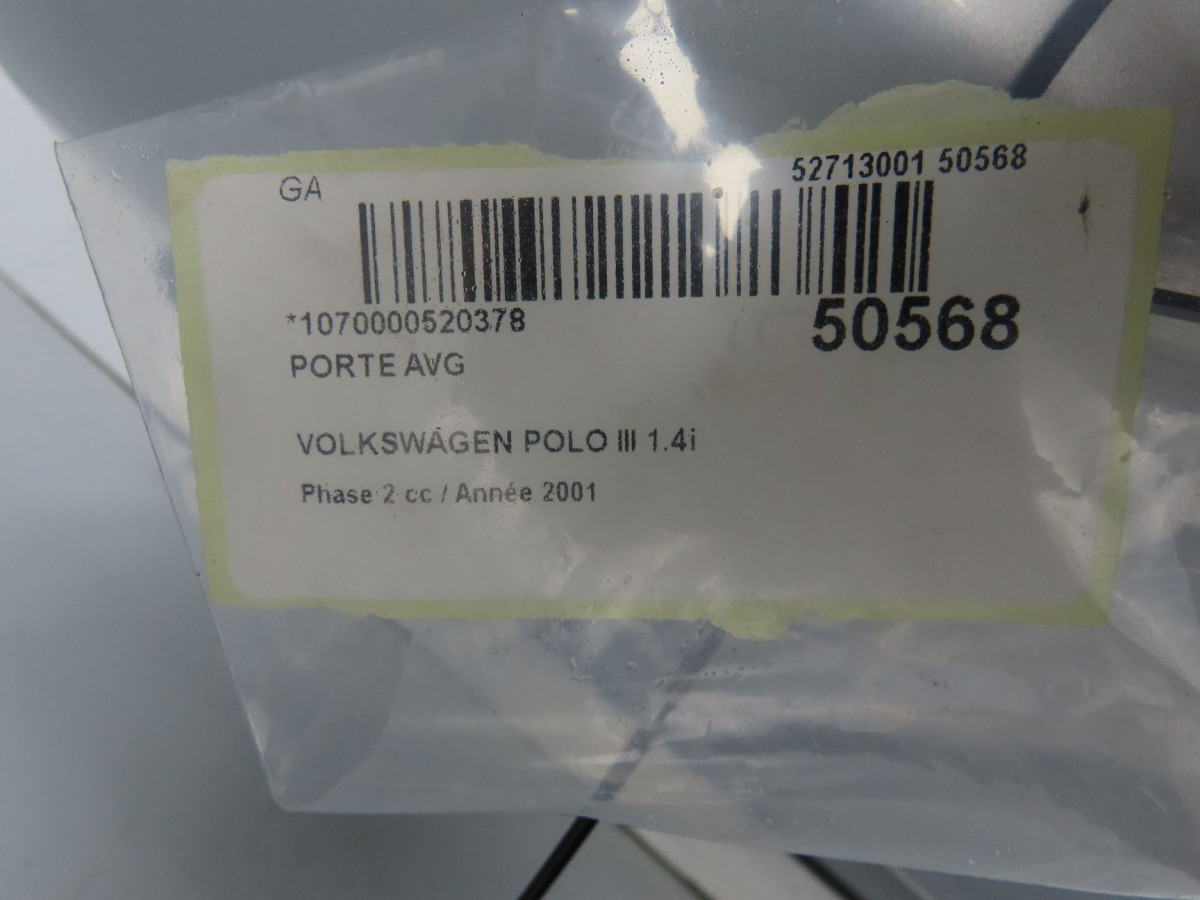 GA
52713001 50568
*1070000520378
50568
PORTE AVG
VOLKSWAGEN POLO III 1.4i
Phase 2 cc / Année 2001